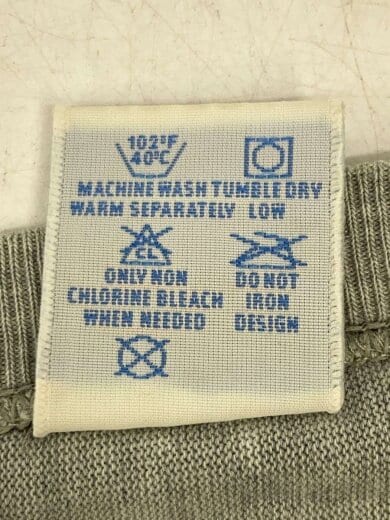 102°F
40°C
MACHINE WASH TUMBLE DRY
WARM SEPARATELY LOW
CL
ONLY NON
CHLORINE BLEACH
WHEN NEEDED
DO NOT
IRON
DESIGN